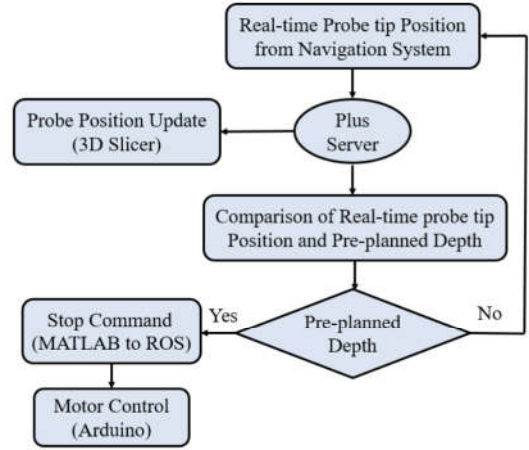 Real-time Probe tip Position
from Navigation System
Probe Position Update
(3D Slicer)
Plus
Server
Comparison of Real-time probe tip
Position and Pre-planned Depth
Stop Command
(MATLAB to ROS)
Yes
Pre-planned
Depth
No
Motor Control
(Arduino)